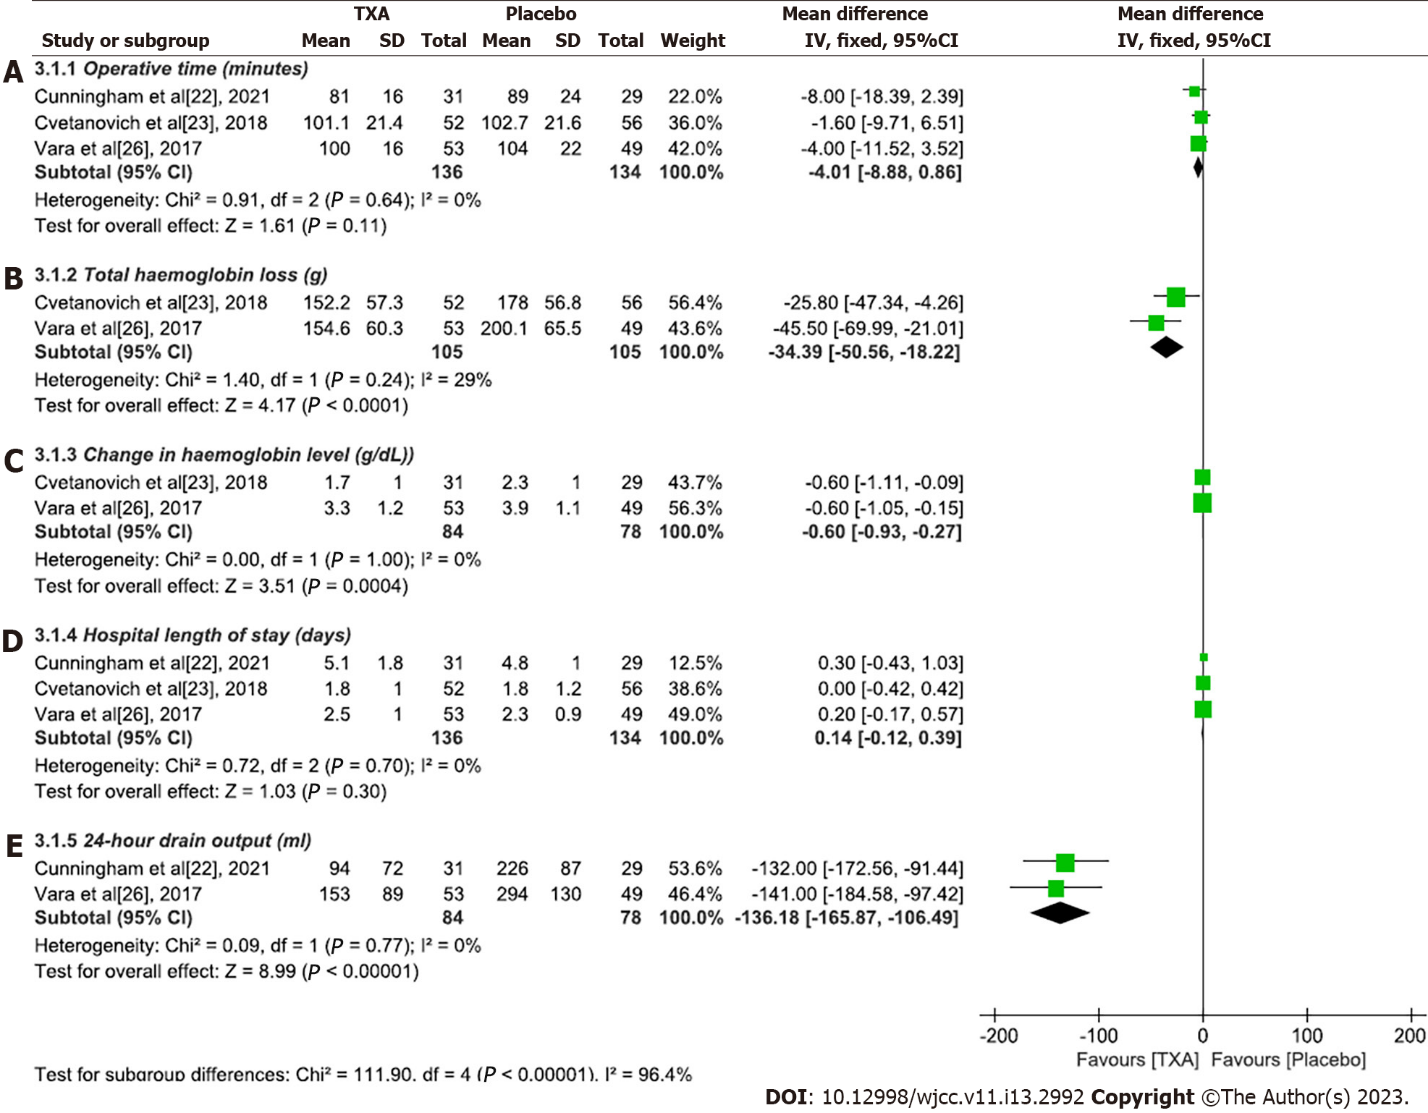 TXA Placebo Mean difference Mean difference
Study or subgroup Mean SD Total Mean SD Total Weight IV, fixed, 95%CI IV, fixed, 95%CI
A 3.1.1 Operative time (minutes)
Cunningham et al[22], 2021 81 16 31 89 24 29 22.0% -8.00 [-18.39, 2.39]
Cvetanovich et al[23], 2018 101.1 21.4 52 102.7 21.6 56 36.0% -1.60 [-9.71, 6.51]
Vara et al[26], 2017 100 16 53 104 22 49 42.0% -4.00 [-11.52, 3.52]
Subtotal (95% CI) 136 134 100.0% -4.01 [-8.88, 0.86]
Heterogeneity: Chi² = 0.91, df = 2 (P = 0.64); I² = 0%
Test for overall effect: Z = 1.61 (P = 0.11)
B 3.1.2 Total haemoglobin loss (g)
Cvetanovich et al[23], 2018 152.2 57.3 52 178 56.8 56 56.4% -25.80 [-47.34, -4.26]
Vara et al[26], 2017 154.6 60.3 53 200.1 65.5 49 43.6% -45.50 [-69.99, -21.01]
Subtotal (95% CI) 105 105 100.0% -34.39 [-50.56, -18.22]
Heterogeneity: Chi² = 1.40, df = 1 (P = 0.24); I² = 29%
Test for overall effect: Z = 4.17 (P < 0.0001)
C 3.1.3 Change in haemoglobin level (g/dL))
Cvetanovich et al[23], 2018 1.7 1 31 2.3 1 29 43.7% -0.60 [-1.11, -0.09]
Vara et al[26], 2017 3.3 1.2 53 3.9 1.1 49 56.3% -0.60 [-1.05, -0.15]
Subtotal (95% CI) 84 78 100.0% -0.60 [-0.93, -0.27]
Heterogeneity: Chi² = 0.00, df = 1 (P = 1.00); I² = 0%
Test for overall effect: Z = 3.51 (P = 0.0004)
D 3.1.4 Hospital length of stay (days)
Cunningham et al[22], 2021 5.1 1.8 31 4.8 1 29 12.5% 0.30 [-0.43, 1.03]
Cvetanovich et al[23], 2018 1.8 1 52 1.8 1.2 56 38.6% 0.00 [-0.42, 0.42]
Vara et al[26], 2017 2.5 1 53 2.3 0.9 49 49.0% 0.20 [-0.17, 0.57]
Subtotal (95% CI) 136 134 100.0% 0.14 [-0.12, 0.39]
Heterogeneity: Chi² = 0.72, df = 2 (P = 0.70); I² = 0%
Test for overall effect: Z = 1.03 (P = 0.30)
E 3.1.5 24-hour drain output (ml)
Cunningham et al[22], 2021 94 72 31 226 87 29 53.6% -132.00 [-172.56, -91.44]
Vara et al[26], 2017 153 89 53 294 130 49 46.4% -141.00 [-184.58, -97.42]
Subtotal (95% CI) 84 78 100.0% -136.18 [-165.87, -106.49]
Heterogeneity: Chi² = 0.09, df = 1 (P = 0.77); I² = 0%
Test for overall effect: Z = 8.99 (P < 0.00001)
-200 -100 0 100 200
Favours [TXA] Favours [Placebo]
Test for subgroup differences: Chi² = 111.90. df = 4 (P < 0.00001). I² = 96.4%
DOI: 10.12998/wjcc.v11.i13.2992 Copyright ©The Author(s) 2023.